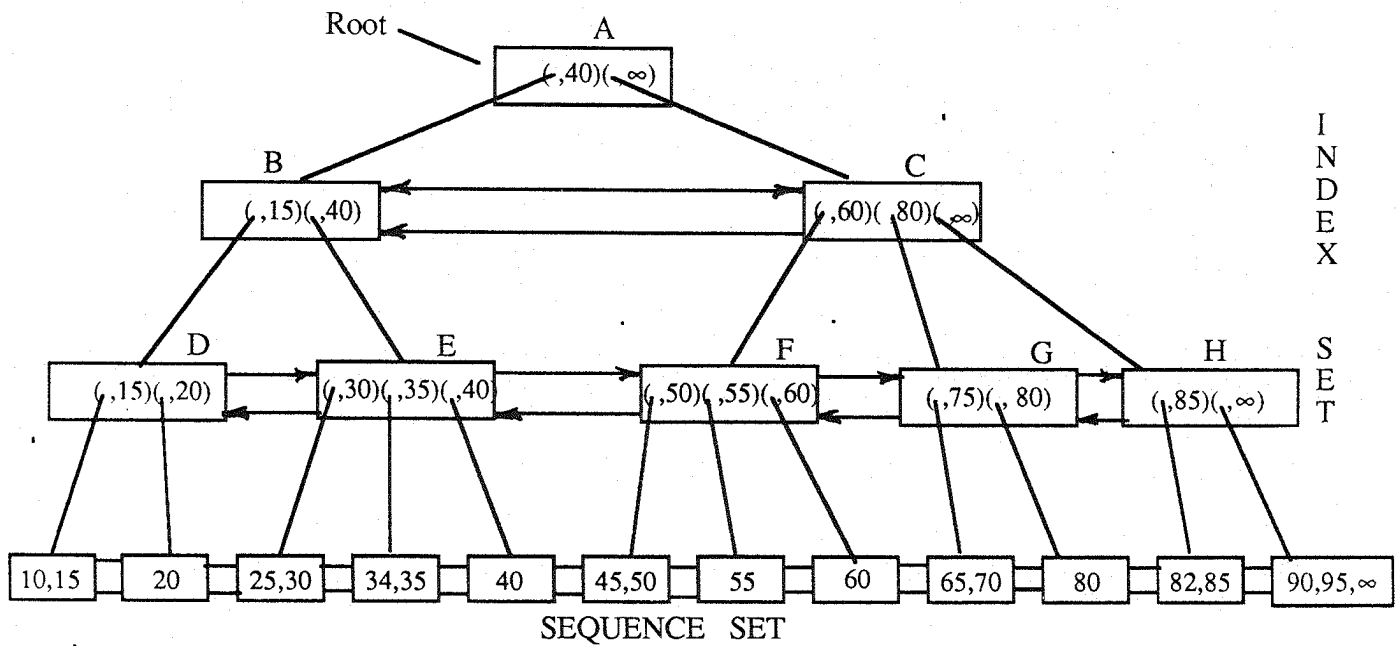 Root
A
( ,40)( , ∞)
B
C
( ,15)( ,40)
( ,60)( ,80)( , ∞)
D
E
F
G
H
( ,15)( ,20)
( ,30)( ,35)( ,40)
( ,50)( ,55)( ,60)
( ,75)( , 80)
( ,85)( ,∞)
INDEX
SET
10,15
20
25,30
34,35
40
45,50
55
60
65,70
80
82,85
90,95,∞
SEQUENCE SET